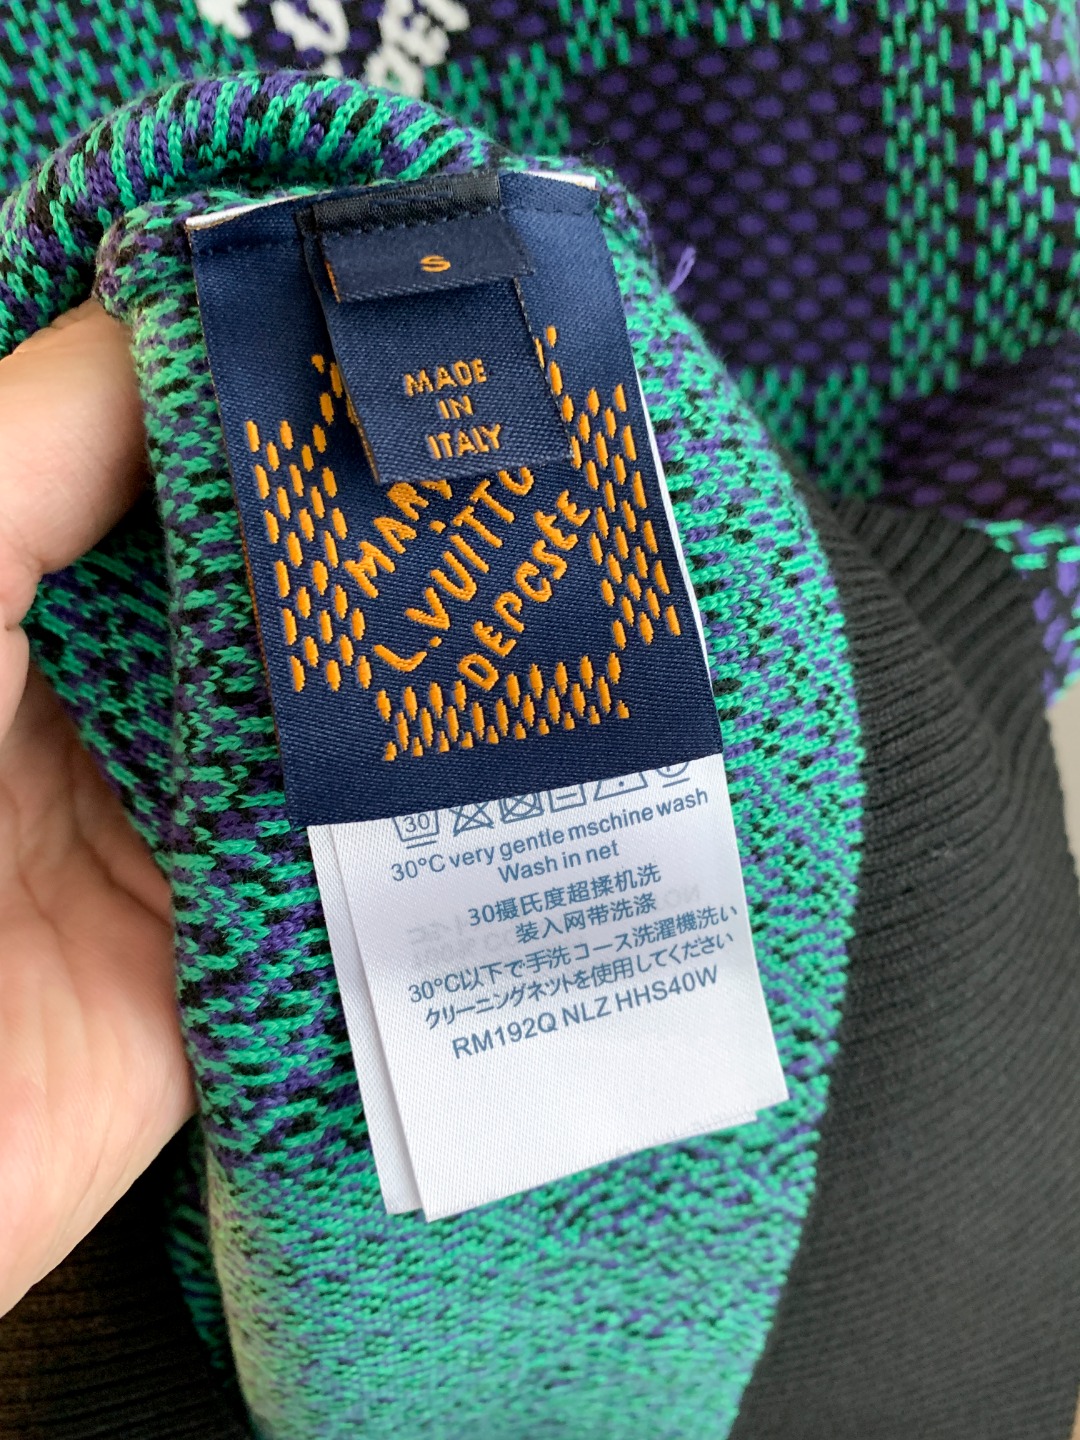 S
MADE
IN
ITALY
L.VUITTO
DEPOSEE
30
30°C very gentle mschine wash
Wash in net
30摄氏度超揉机洗
装入网带洗涤
30°C以下で手洗コース洗濯機洗い
クリーニングネットを使用してください
RM192Q NLZ HHS40W